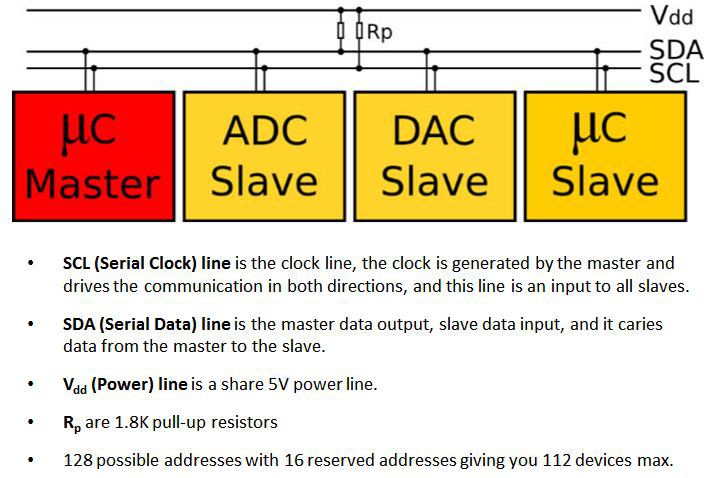 Vdd
Rp
SDA
SCL
µC
Master
ADC
Slave
DAC
Slave
µC
Slave
• SCL (Serial Clock) line is the clock line, the clock is generated by the master and
drives the communication in both directions, and this line is an input to all slaves.
• SDA (Serial Data) line is the master data output, slave data input, and it caries
data from the master to the slave.
• Vdd (Power) line is a share 5V power line.
• Rp are 1.8K pull-up resistors
• 128 possible addresses with 16 reserved addresses giving you 112 devices max.